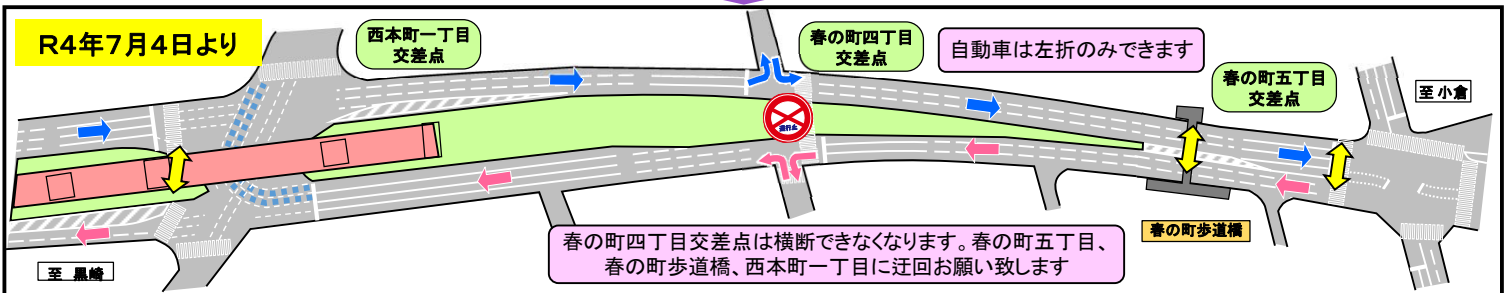 R4年7月4日より
西本町一丁目
交差点
春の町四丁目
交差点
自動車は左折のみできます
春の町五丁目
交差点
至 小倉
通行止
春の町歩道橋
春の町四丁目交差点は横断できなくなります。春の町五丁目、
春の町歩道橋、西本町一丁目に迂回お願い致します
至 黒崎